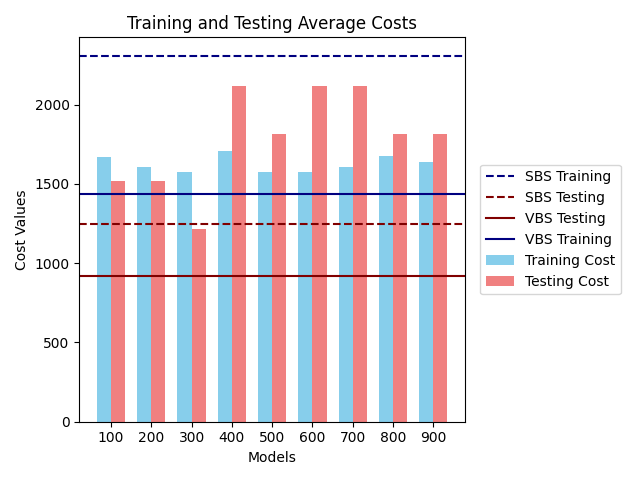 Training and Testing Average Costs
Cost Values
2000
1500
1000
500
0
100 200 300 400 500 600 700 800 900
Models
SBS Training
SBS Testing
VBS Testing
VBS Training
Training Cost
Testing Cost